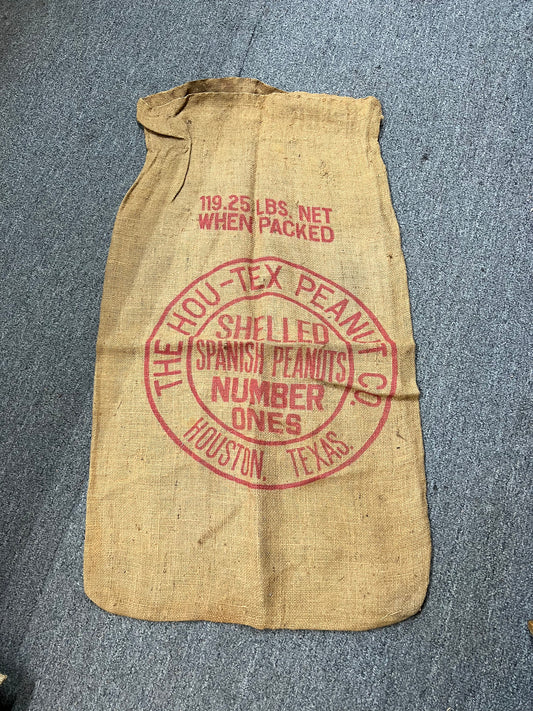 119.25 LBS. NET
WHEN PACKED
THE HOU-TEX PEANUT CO.
SHELLED
SPANISH PEANUTS
NUMBER
ONES
HOUSTON, TEXAS.